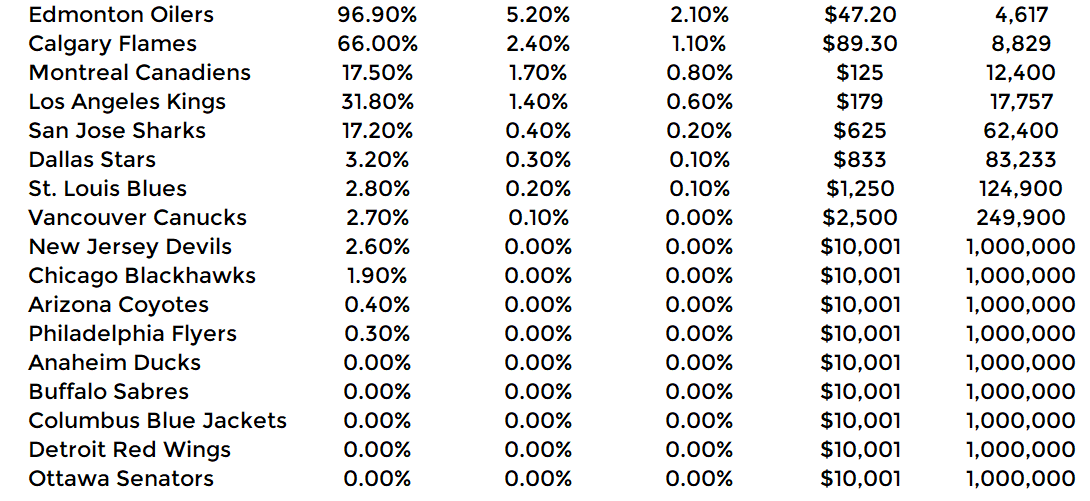 Edmonton Oilers 96.90% 5.20% 2.10% $47.20 4,617
Calgary Flames 66.00% 2.40% 1.10% $89.30 8,829
Montreal Canadiens 17.50% 1.70% 0.80% $125 12,400
Los Angeles Kings 31.80% 1.40% 0.60% $179 17,757
San Jose Sharks 17.20% 0.40% 0.20% $625 62,400
Dallas Stars 3.20% 0.30% 0.10% $833 83,233
St. Louis Blues 2.80% 0.20% 0.10% $1,250 124,900
Vancouver Canucks 2.70% 0.10% 0.00% $2,500 249,900
New Jersey Devils 2.60% 0.00% 0.00% $10,001 1,000,000
Chicago Blackhawks 1.90% 0.00% 0.00% $10,001 1,000,000
Arizona Coyotes 0.40% 0.00% 0.00% $10,001 1,000,000
Philadelphia Flyers 0.30% 0.00% 0.00% $10,001 1,000,000
Anaheim Ducks 0.00% 0.00% 0.00% $10,001 1,000,000
Buffalo Sabres 0.00% 0.00% 0.00% $10,001 1,000,000
Columbus Blue Jackets 0.00% 0.00% 0.00% $10,001 1,000,000
Detroit Red Wings 0.00% 0.00% 0.00% $10,001 1,000,000
Ottawa Senators 0.00% 0.00% 0.00% $10,001 1,000,000